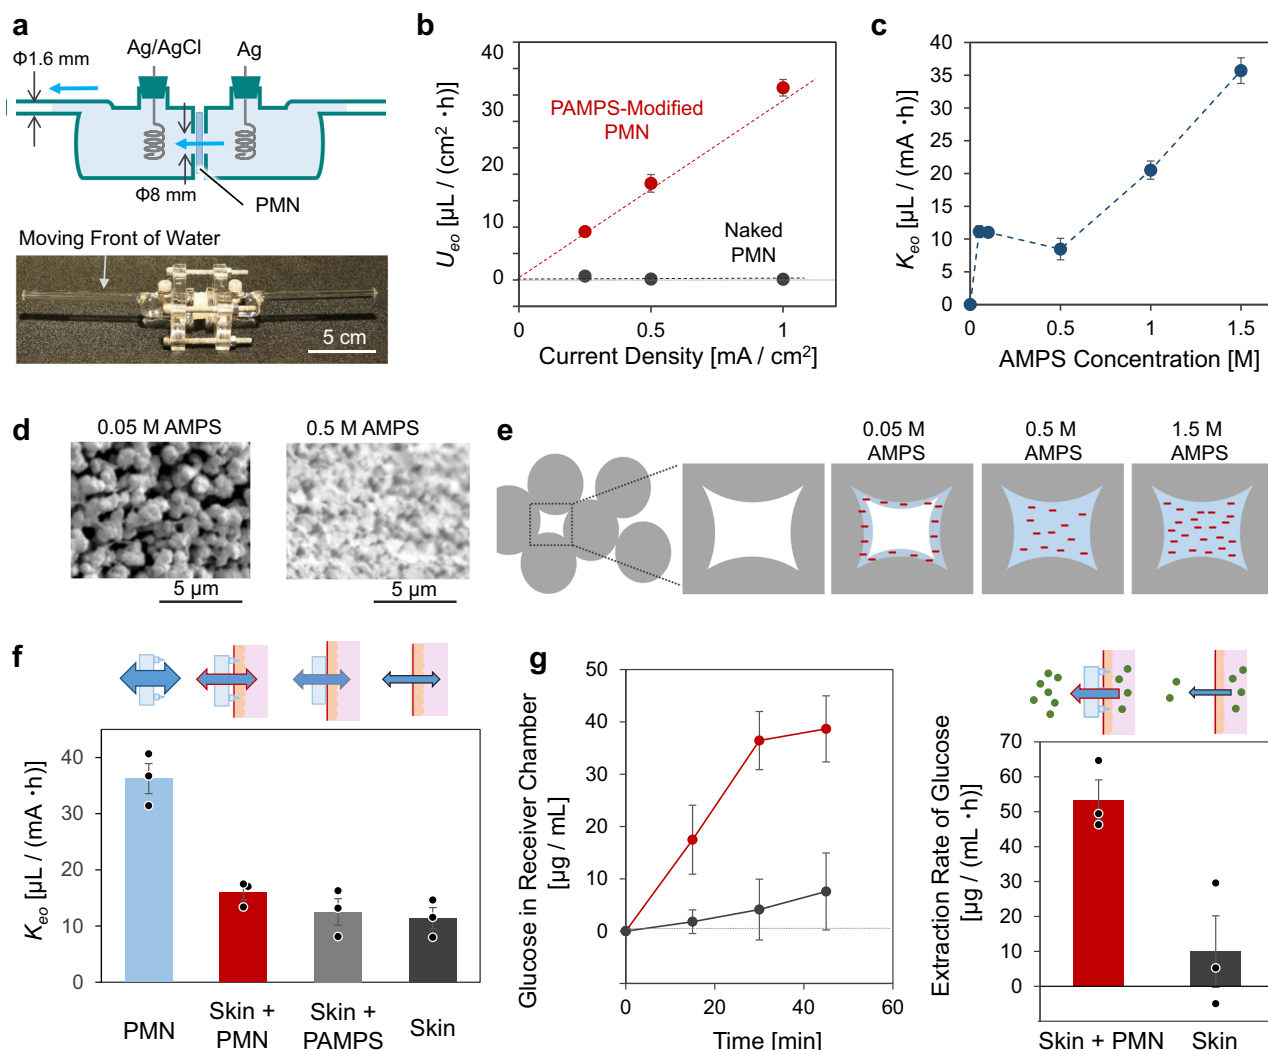 a
Ag/AgCl
Ag
Φ1.6 mm
Φ8 mm
PMN
Moving Front of Water
5 cm
b
U_eo [µL / (cm² ·h)]
40
30
20
10
0
PAMPS-Modified
PMN
Naked
PMN
0
0.5
1
Current Density [mA / cm²]
c
K_eo [µL / (mA ·h)]
40
35
30
25
20
15
10
5
0
0
0.5
1
1.5
AMPS Concentration [M]
d
0.05 M AMPS
0.5 M AMPS
5 µm
5 µm
e
0.05 M
AMPS
0.5 M
AMPS
1.5 M
AMPS
f
K_eo [µL / (mA ·h)]
40
30
20
10
0
PMN
Skin +
PMN
Skin +
PAMPS
Skin
g
Glucose in Receiver Chamber
[µg / mL]
50
40
30
20
10
0
0
20
40
60
Time [min]
Extraction Rate of Glucose
[µg / (mL ·h)]
70
60
50
40
30
20
10
0
Skin + PMN
Skin